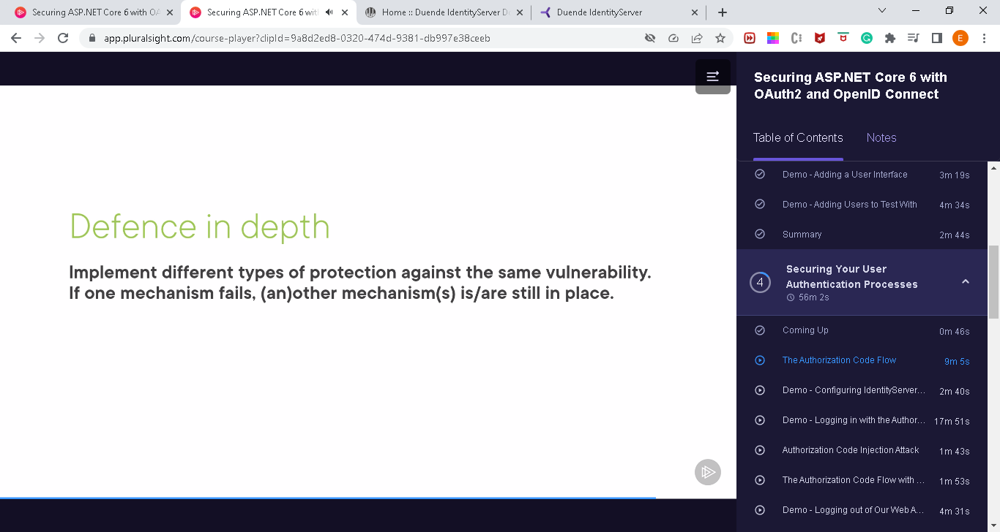 Securing ASP.NET Core 6 with OA
Securing ASP.NET Core 6 wit
Home :: Duende IdentityServer D
Duende IdentityServer
app.pluralsight.com/course-player?clipId=9a8d2ed8-0320-474d-9381-db997e38ceeb
E
Defence in depth
Implement different types of protection against the same vulnerability.
If one mechanism fails, (an)other mechanism(s) is/are still in place.
Securing ASP.NET Core 6 with
OAuth2 and OpenID Connect
Table of Contents Notes
Demo - Adding a User Interface 3m 19s
Demo - Adding Users to Test With 4m 34s
Summary 2m 44s
4
Securing Your User
Authentication Processes
56m 2s
Coming Up 0m 46s
The Authorization Code Flow 9m 5s
Demo - Configuring IdentityServer... 2m 40s
Demo - Logging in with the Author... 17m 51s
Authorization Code Injection Attack 1m 43s
The Authorization Code Flow with ... 1m 53s
Demo - Logging out of Our Web A... 4m 31s